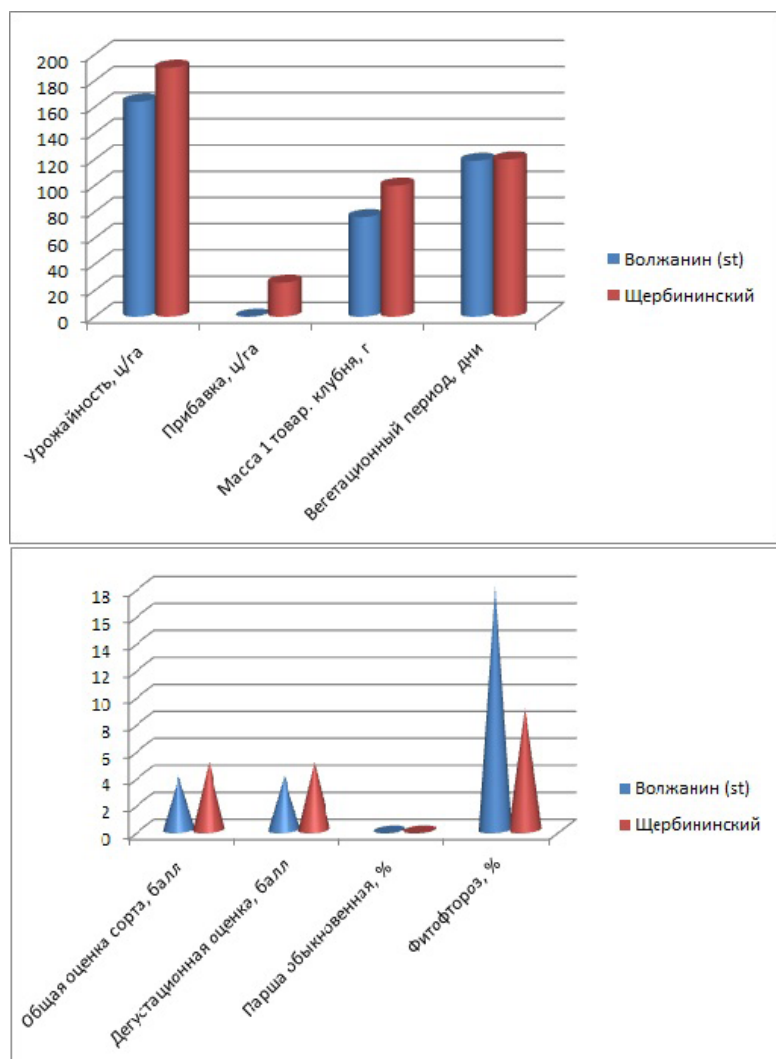 200
180
160
140
120
100
80
60
40
20
0
Урожайность, ц/га
Прибавка, ц/га
Масса 1 товар. клубня, г
Вегетационный период, дни
Волжанин (st)
Щербининский
18
16
14
12
10
8
6
4
2
0
Общая оценка сорта, балл
Дегустационная оценка, балл
Парша обыкновенная, %
Фитофтороз, %
Волжанин (st)
Щербининский